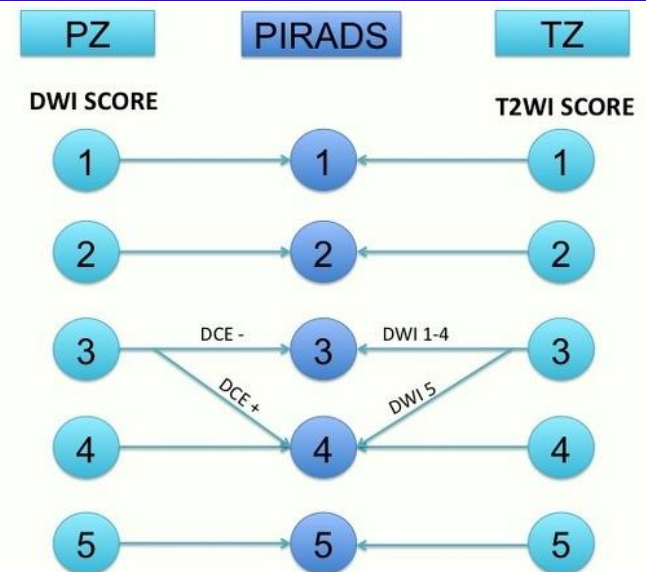 PZ PIRADS TZ
DWI SCORE T2WI SCORE
1 1 1
2 2 2
DCE - DWI 1-4
3 3 3
DCE + DWI 5
4 4 4
5 5 5